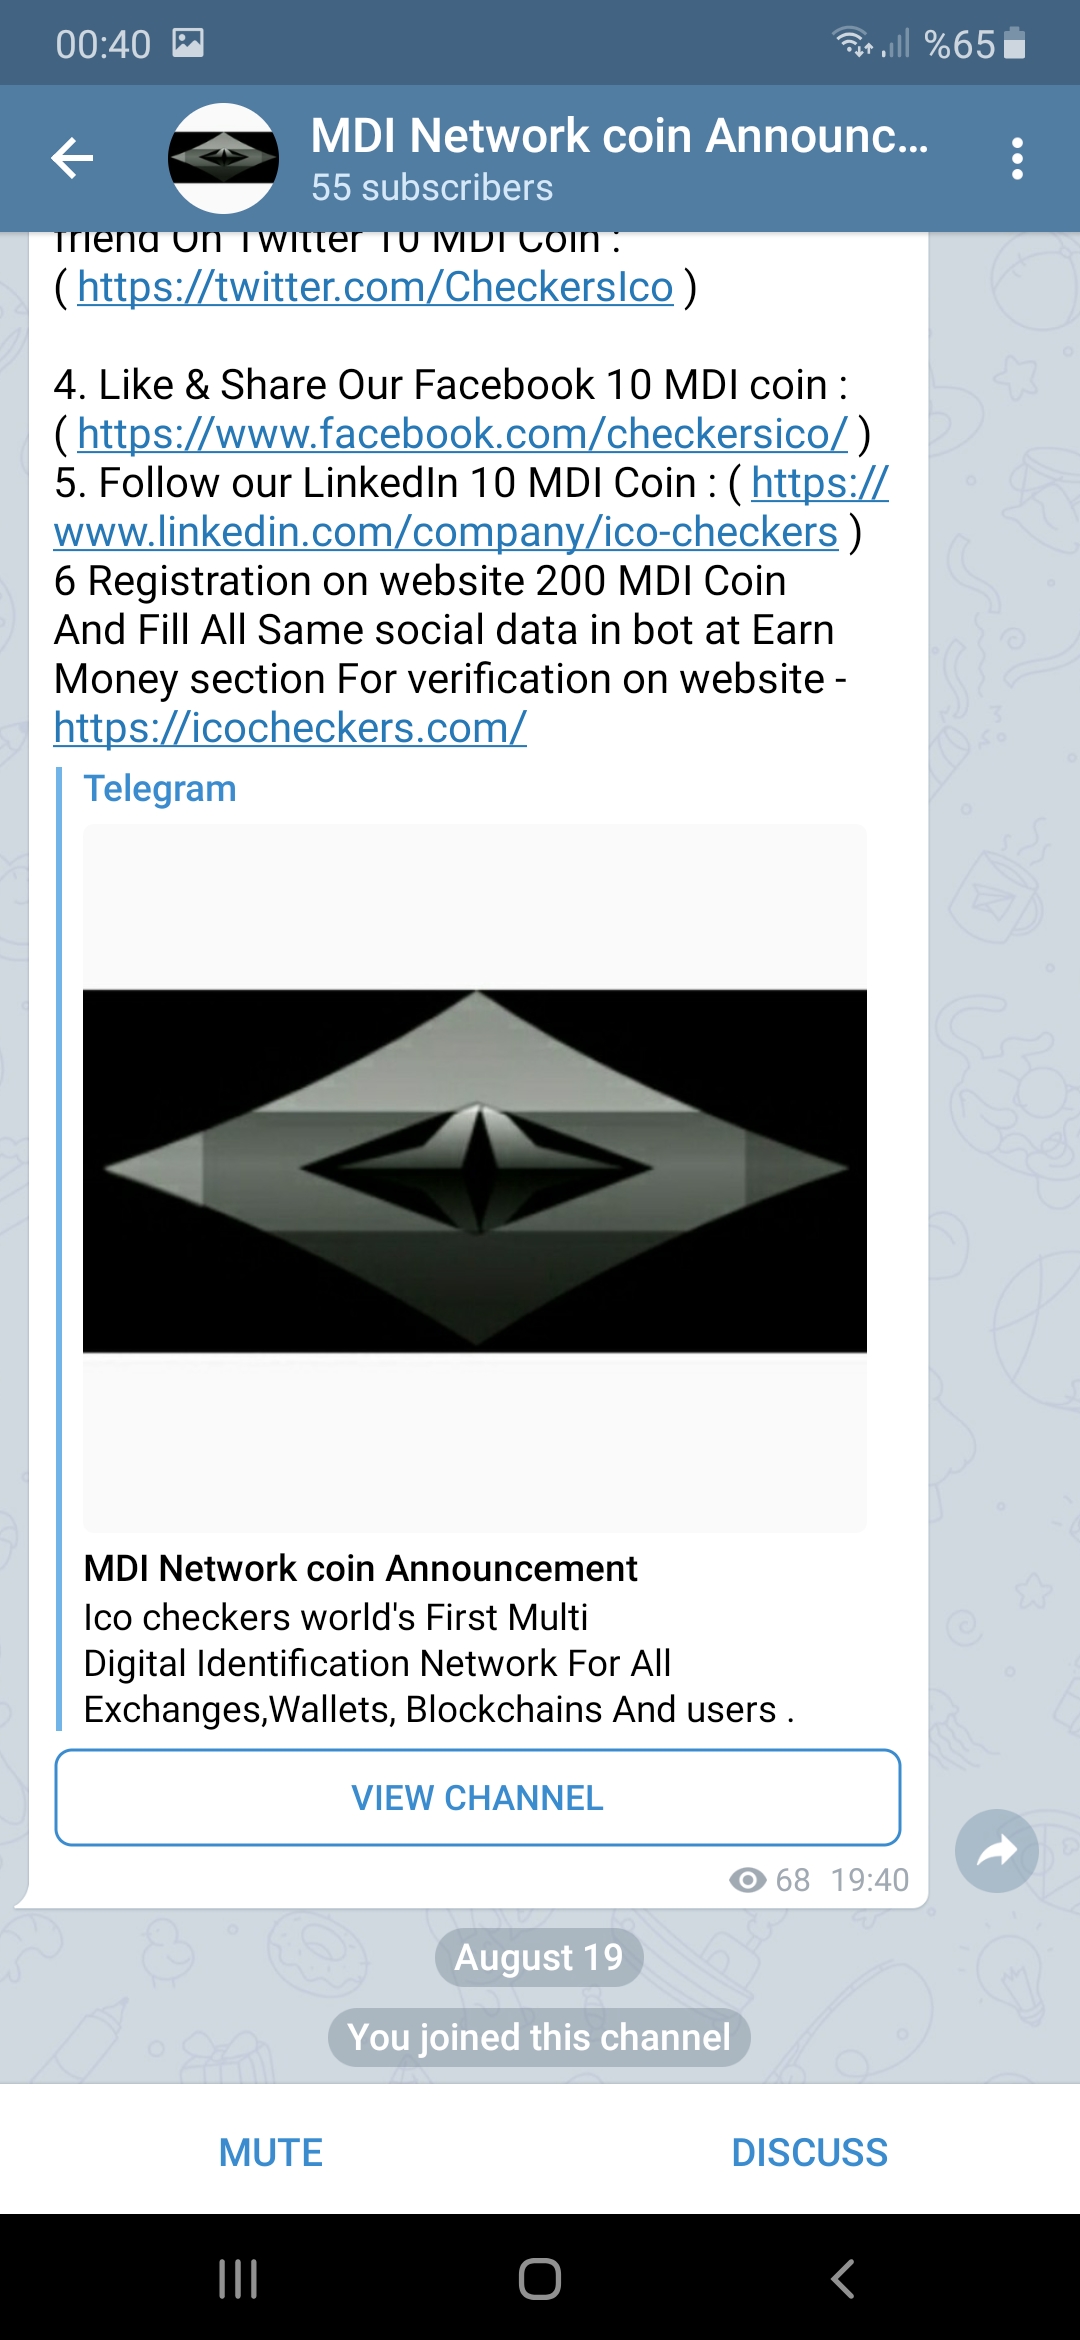 00:40
%65
MDI Network coin Announc...
55 subscribers
friend On Twitter 10 MDI Coin :
( https://twitter.com/CheckersIco )
4. Like & Share Our Facebook 10 MDI coin :
( https://www.facebook.com/checkersico/ )
5. Follow our LinkedIn 10 MDI Coin : ( https://
www.linkedin.com/company/ico-checkers )
6 Registration on website 200 MDI Coin
And Fill All Same social data in bot at Earn
Money section For verification on website -
https://icocheckers.com/
Telegram
MDI Network coin Announcement
Ico checkers world's First Multi
Digital Identification Network For All
Exchanges,Wallets, Blockchains And users .
VIEW CHANNEL
68 19:40
August 19
You joined this channel
MUTE
DISCUSS